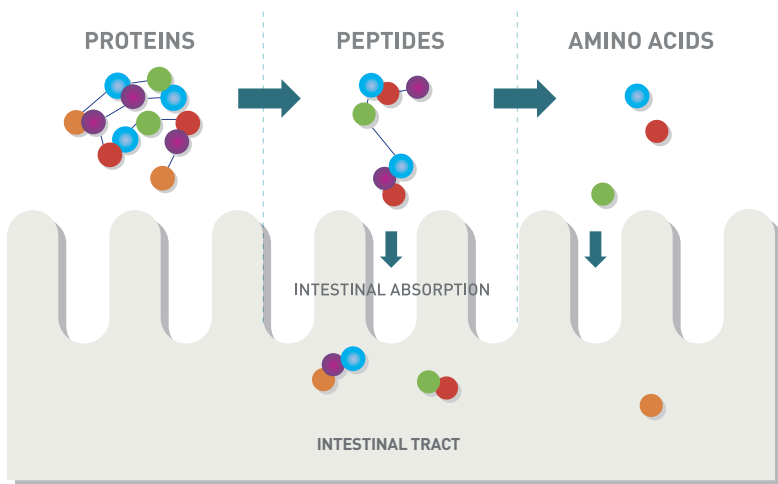 PROTEINS
PEPTIDES
AMINO ACIDS
INTESTINAL ABSORPTION
INTESTINAL TRACT